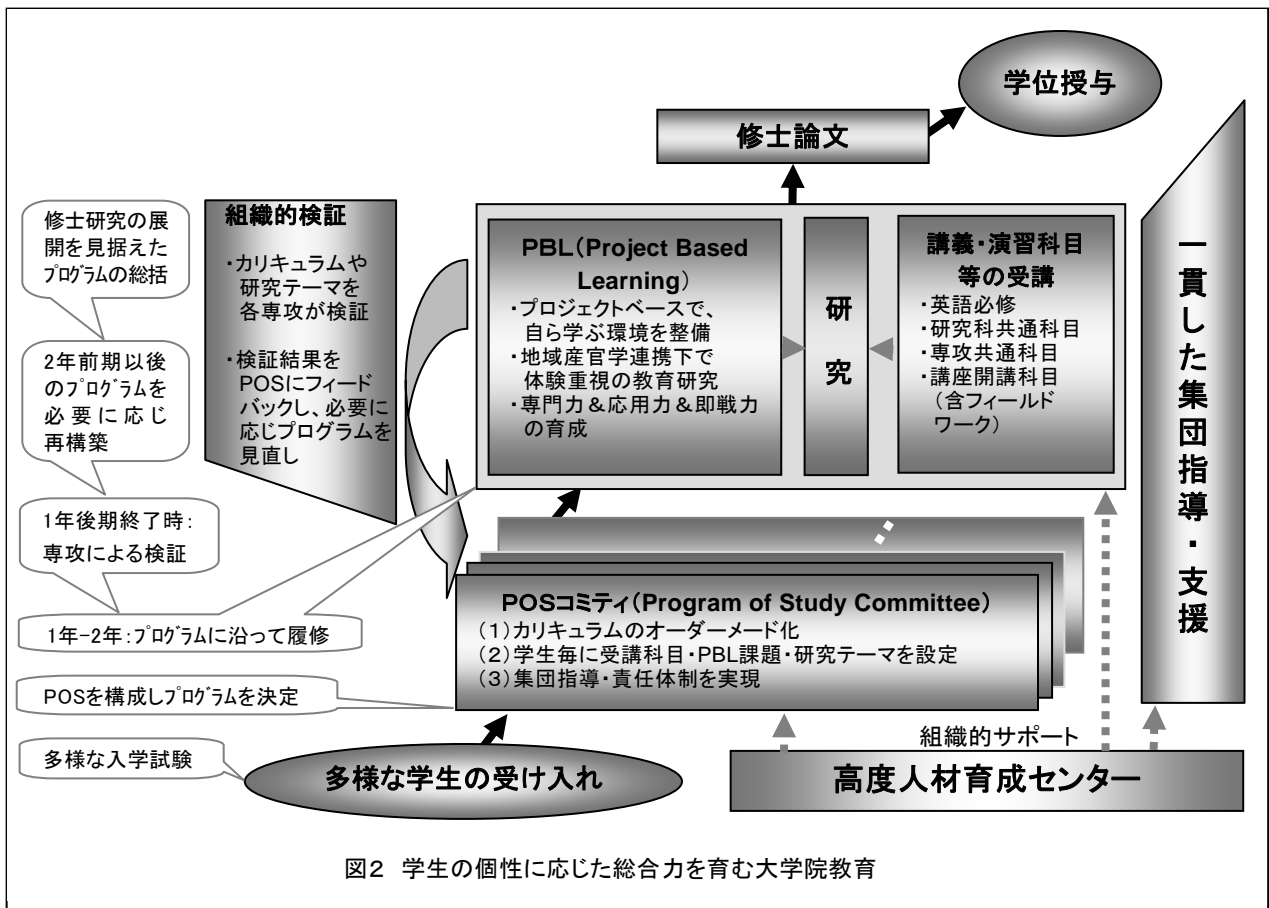 学位授与
修士論文
修士研究の展
開を見据えた
プログラムの総括
2年前期以後
のプログラムを
必要に応じ
再構築
1年後期終了時:
専攻による検証
1年-2年:プログラムに沿って履修
POSを構成しプログラムを決定
多様な入学試験
組織的検証
・カリキュラムや
研究テーマを
各専攻が検証
・検証結果を
POSにフィード
バックし、必要に
応じプログラムを
見直し
PBL(Project Based
Learning)
・プロジェクトベースで、
自ら学ぶ環境を整備
・地域産官学連携下で
体験重視の教育研究
・専門力&応用力&即戦力
の育成
研
究
講義・演習科目
等の受講
・英語必修
・研究科共通科目
・専攻共通科目
・講座開講科目
(含フィールド
ワーク)
一貫した集団指導・支援
POSコミティ(Program of Study Committee)
(1)カリキュラムのオーダーメード化
(2)学生毎に受講科目・PBL課題・研究テーマを設定
(3)集団指導・責任体制を実現
組織的サポート
多様な学生の受け入れ
高度人材育成センター
図2 学生の個性に応じた総合力を育む大学院教育